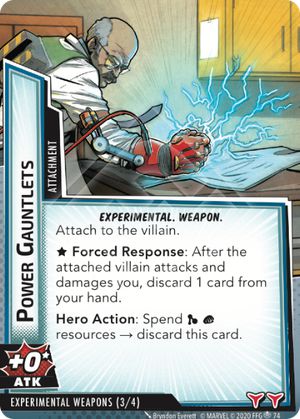 POWER GAUNTLETS
ATTACHMENT
EXPERIMENTAL. WEAPON.
Attach to the villain.
★ Forced Response: After the
attached villain attacks and
damages you, discard 1 card from
your hand.
Hero Action: Spend
resources → discard this card.
+0
ATK
EXPERIMENTAL WEAPONS (3/4)
Brandon Everett © MARVEL © 2020 FFG 74